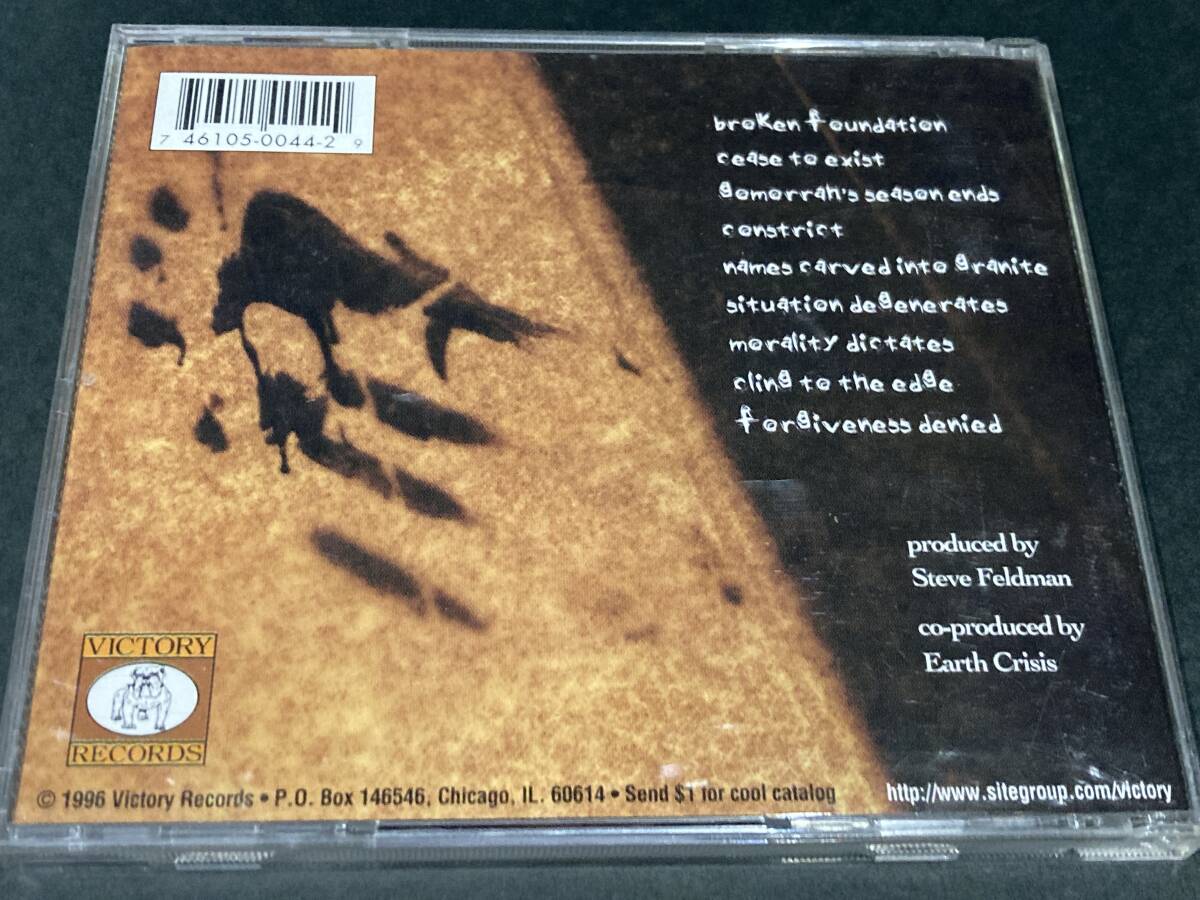 7 46105-0044-2 9
broken foundation
cease to exist
gomorrah's season ends
constrict
names carved into granite
situation degenerates
morality dictates
cling to the edge
forgiveness denied
produced by
Steve Feldman
co-produced by
Earth Crisis
VICTORY
RECORDS
© 1996 Victory Records • P.O. Box 146546, Chicago, IL. 60614 • Send $1 for cool catalog
http://www.sitegroup.com/victory